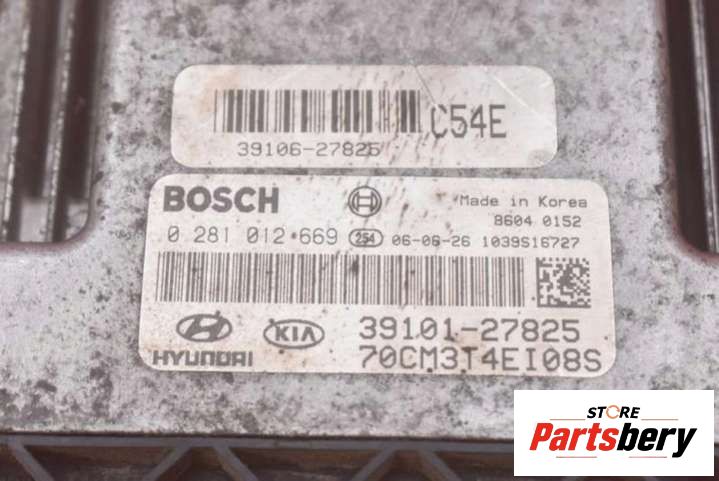 C54E
39106-27825
BOSCH
Made in Korea
8604 0152
0 281 012 669 254 06-06-26 1039S16727
39101-27825
HYUNDAI KIA
70CM3T4EI08S
STORE
Partsbery